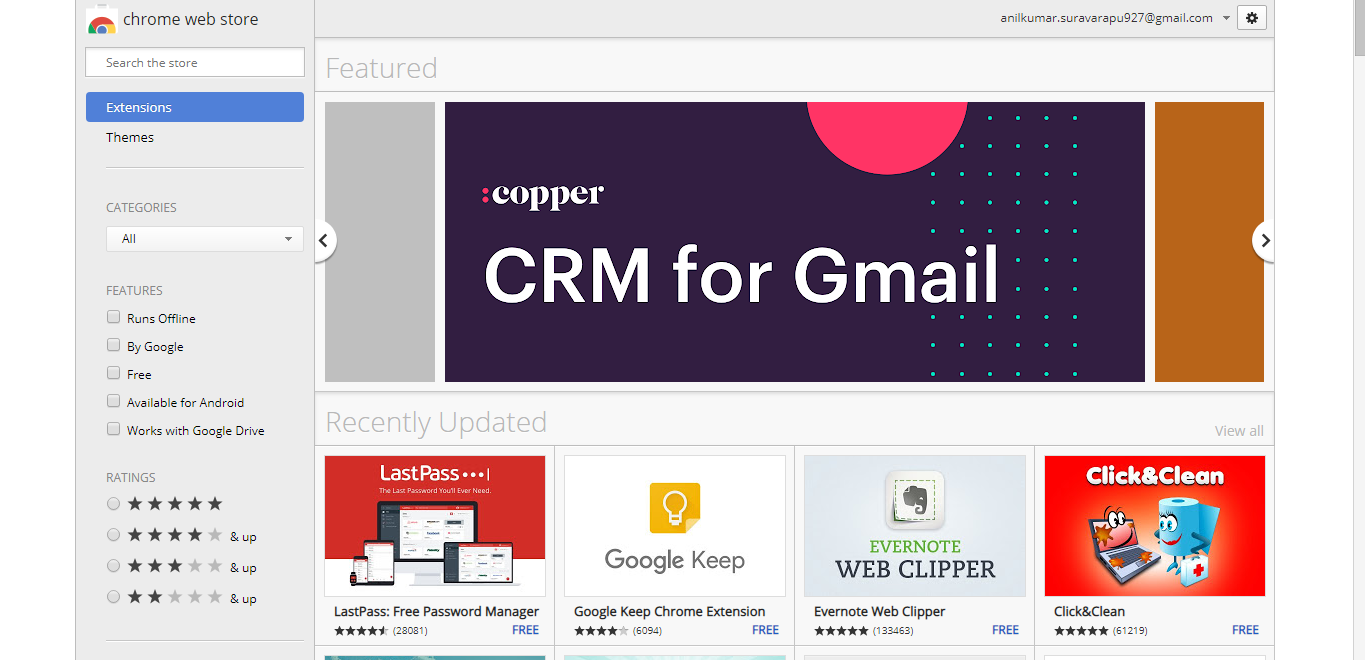 chrome web store
anilkumar.suravarapu927@gmail.com
Search the store
Extensions
Themes
CATEGORIES
All
FEATURES
Runs Offline
By Google
Free
Available for Android
Works with Google Drive
RATINGS
& up
& up
& up
Featured
:copper
CRM for Gmail
Recently Updated
View all
LastPass•••|
The Last Password You'll Ever Need.
LastPass: Free Password Manager
(28081) FREE
Google Keep
Google Keep Chrome Extension
(6094) FREE
EVERNOTE
WEB CLIPPER
Evernote Web Clipper
(133463) FREE
Click&Clean
Click&Clean
(61219) FREE